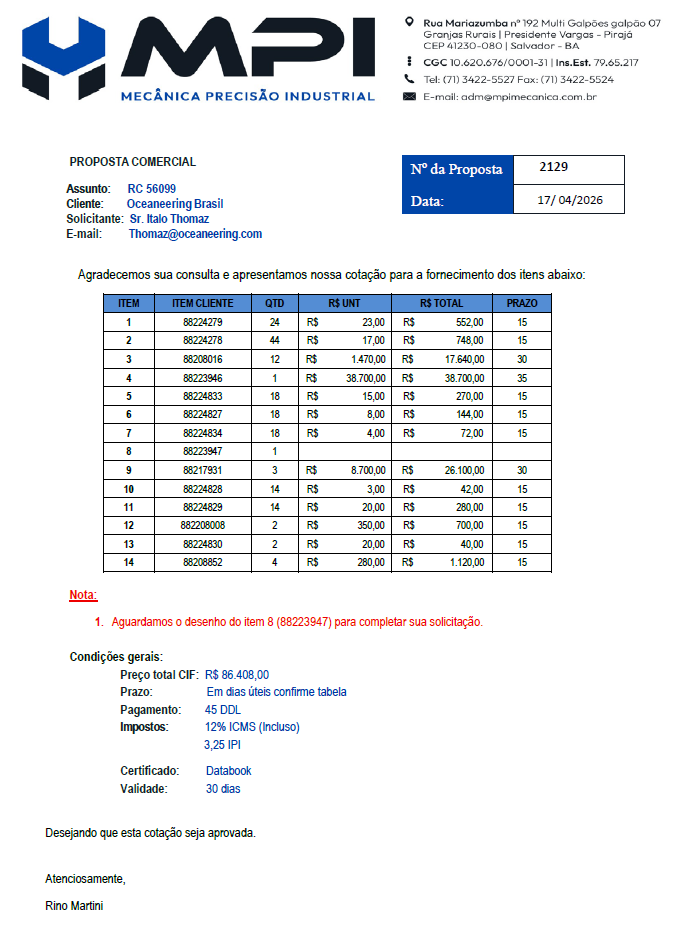 MPI
MECÂNICA PRECISÃO INDUSTRIAL
Rua Mariazumba nº 192 Multi Galpões galpão 07
Granjas Rurais | Presidente Vargas - Pirajá
CEP 41230-080 | Salvador - BA
CGC 10.620.676/0001-31 | Ins.Est. 79.65.217
Tel: (71) 3422-5527 Fax: (71) 3422-5524
E-mail: adm@mpimecanica.com.br
PROPOSTA COMERCIAL
Nº da Proposta 2129
Data: 17/ 04/2026
Assunto: RC 56099
Cliente: Oceaneering Brasil
Solicitante: Sr. Italo Thomaz
E-mail: Thomaz@oceaneering.com
Agradecemos sua consulta e apresentamos nossa cotação para a fornecimento dos itens abaixo:
ITEM ITEM CLIENTE QTD R$ UNT R$ TOTAL PRAZO
1 88224279 24 R$ 23,00 R$ 552,00 15
2 88224278 44 R$ 17,00 R$ 748,00 15
3 88208016 12 R$ 1.470,00 R$ 17.640,00 30
4 88223946 1 R$ 38.700,00 R$ 38.700,00 35
5 88224833 18 R$ 15,00 R$ 270,00 15
6 88224827 18 R$ 8,00 R$ 144,00 15
7 88224834 18 R$ 4,00 R$ 72,00 15
8 88223947 1
9 88217931 3 R$ 8.700,00 R$ 26.100,00 30
10 88224828 14 R$ 3,00 R$ 42,00 15
11 88224829 14 R$ 20,00 R$ 280,00 15
12 882208008 2 R$ 350,00 R$ 700,00 15
13 88224830 2 R$ 20,00 R$ 40,00 15
14 88208852 4 R$ 280,00 R$ 1.120,00 15
Nota:
1. Aguardamos o desenho do item 8 (88223947) para completar sua solicitação.
Condições gerais:
Preço total CIF: R$ 86.408,00
Prazo: Em dias úteis confirme tabela
Pagamento: 45 DDL
Impostos: 12% ICMS (Incluso)
3,25 IPI
Certificado: Databook
Validade: 30 dias
Desejando que esta cotação seja aprovada.
Atenciosamente,
Rino Martini